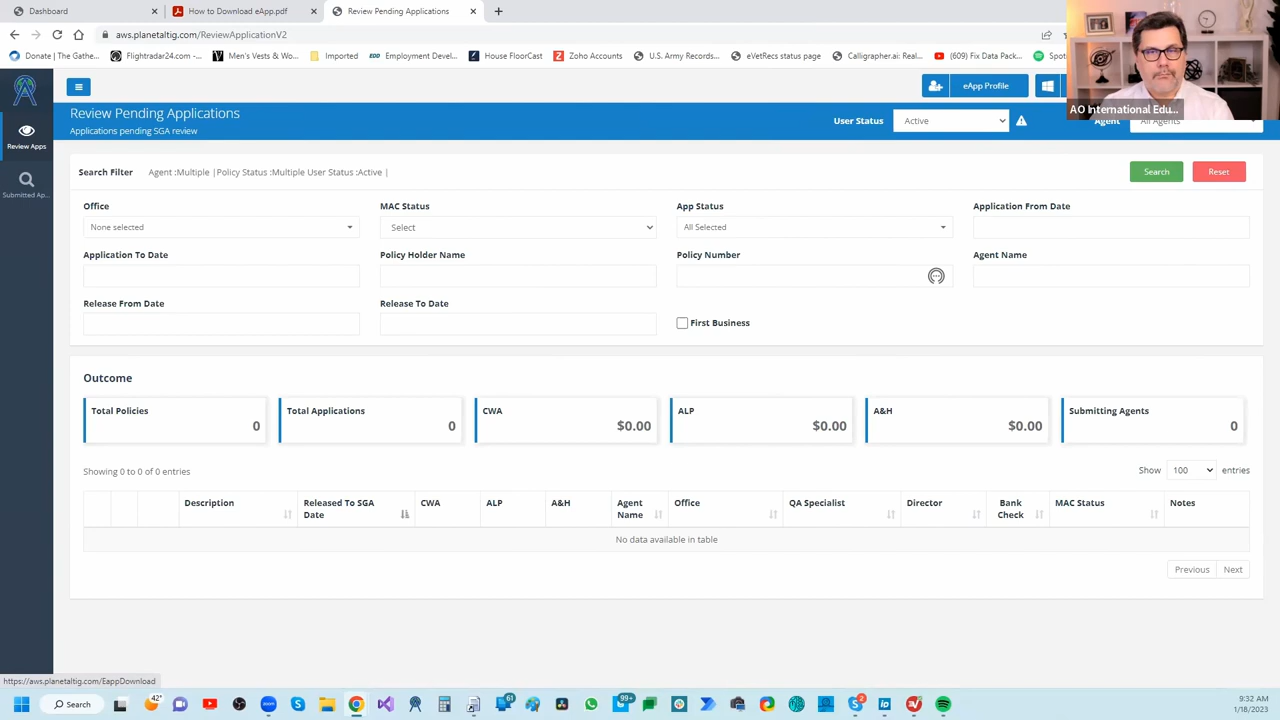 Dashboard
How to Download eApp.pdf
Review Pending Applications
aws.planetaltig.com/ReviewApplicationV2
Donate | The Gathe...
Flightradar24.com -...
Men's Vests & Wo...
Imported
EDD Employment Devel...
House FloorCast
Zoho Accounts
U.S. Army Records,...
eVetRecs status page
Calligrapher.ai: Real...
(609) Fix Data Pack...
Spot
eApp Profile
Review Pending Applications
Applications pending SGA review
User Status
Active
Agent
All Agents
AO International Edu...
Review Apps
Submitted Ap...
Search Filter
Agent :Multiple |Policy Status :Multiple User Status :Active |
Search
Reset
Office
MAC Status
App Status
Application From Date
None selected
Select
All Selected
Application To Date
Policy Holder Name
Policy Number
Agent Name
Release From Date
Release To Date
First Business
Outcome
Total Policies
0
Total Applications
0
CWA
$0.00
ALP
$0.00
A&H
$0.00
Submitting Agents
0
Showing 0 to 0 of 0 entries
Show 100 entries
Description
Released To SGA Date
CWA
ALP
A&H
Agent Name
Office
QA Specialist
Director
Bank Check
MAC Status
Notes
No data available in table
Previous
Next
https://aws.planetaltig.com/EappDownload
Search
42°
61
99+
2
9:32 AM
1/18/2023